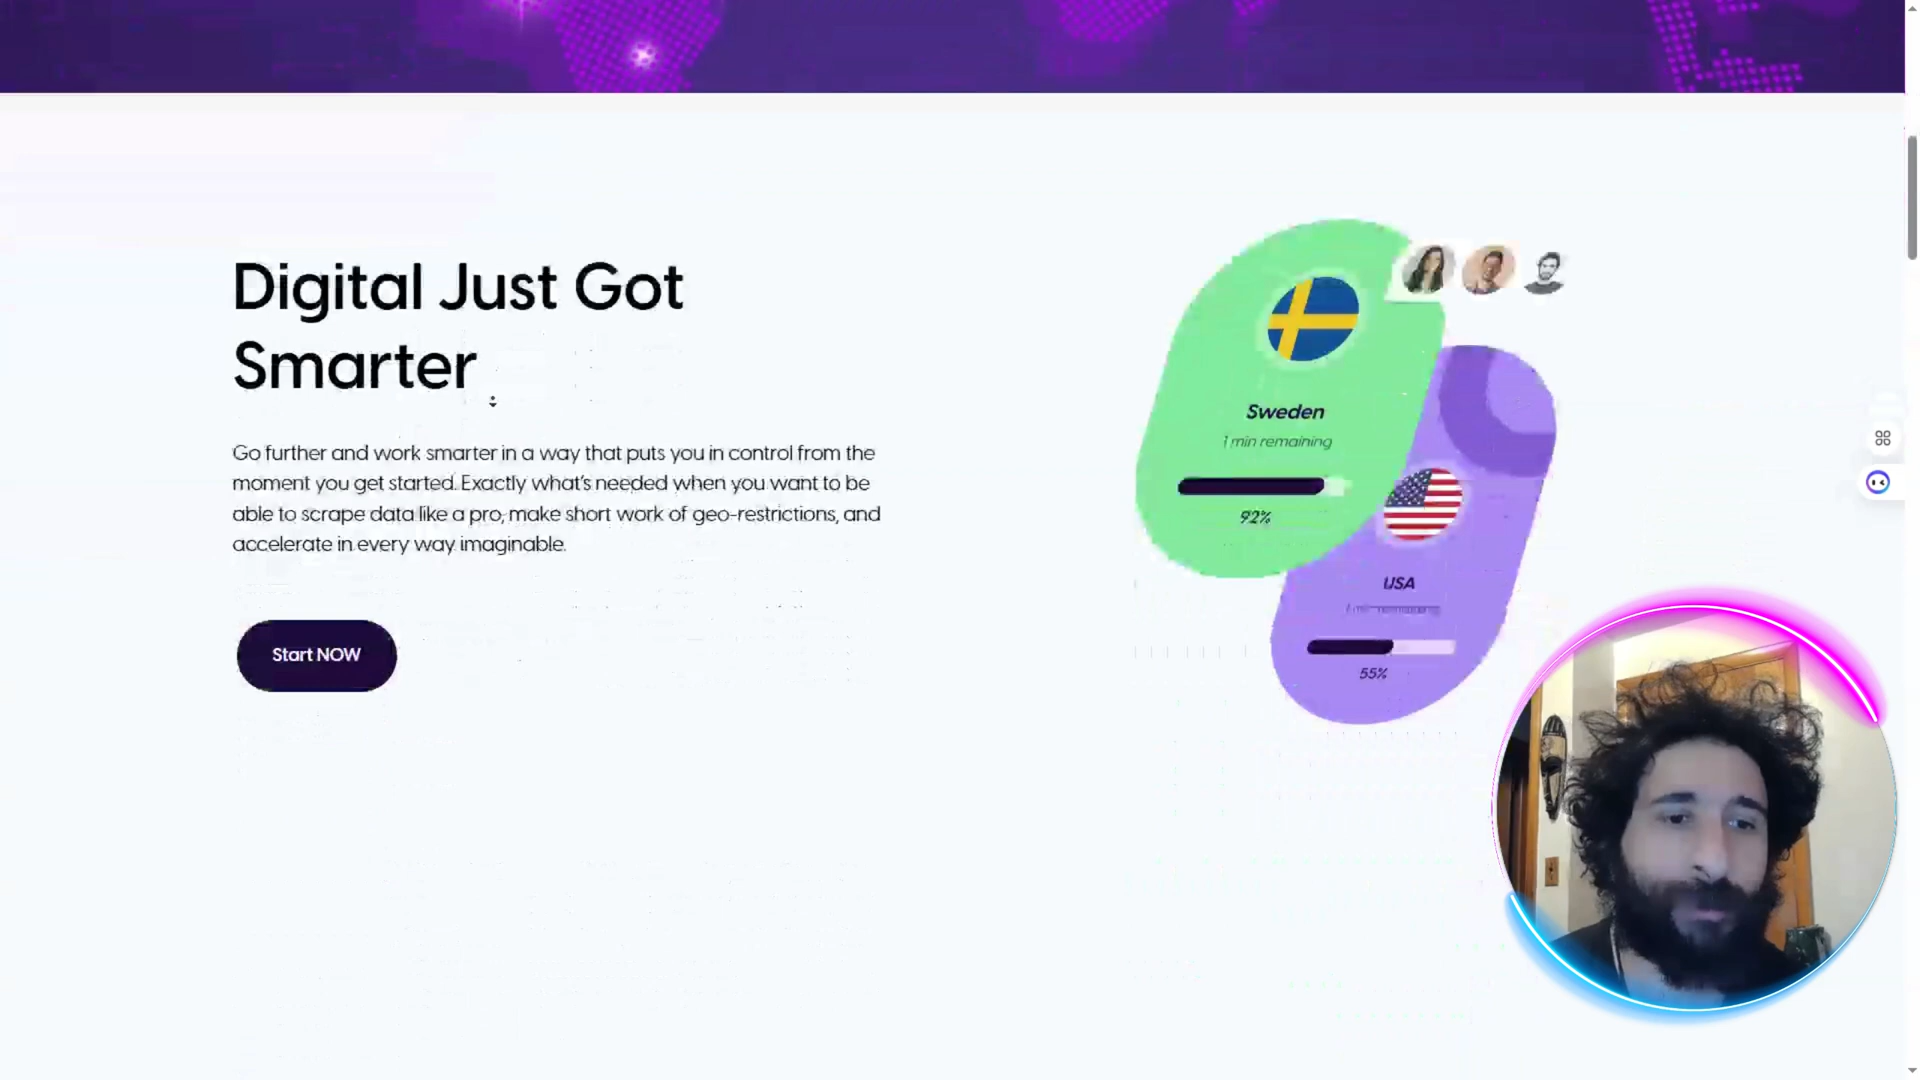 Digital Just Got
Smarter
Go further and work smarter in a way that puts you in control from the
moment you get started. Exactly what's needed when you want to be
able to scrape data like a pro, make short work of geo-restrictions, and
accelerate in every way imaginable.
Start NOW
Sweden
1 min remaining
92%
USA
1 min remaining
55%